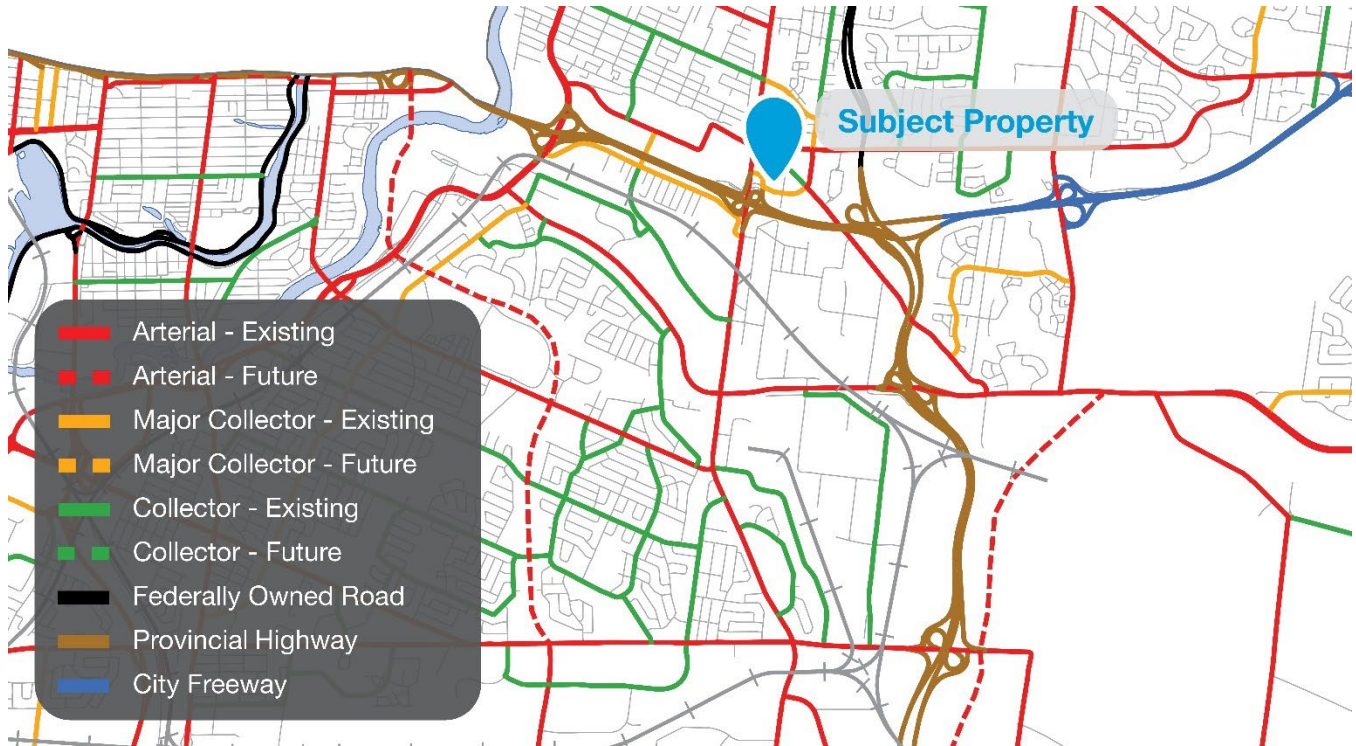 Subject Property
Arterial - Existing
Arterial - Future
Major Collector - Existing
Major Collector - Future
Collector - Existing
Collector - Future
Federally Owned Road
Provincial Highway
City Freeway